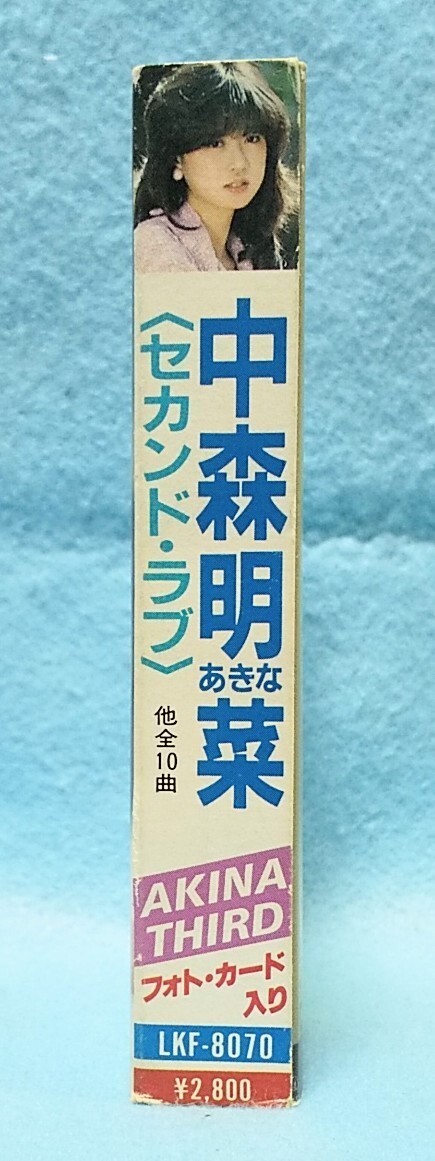 中森明菜
あきな
〈セカンド・ラブ〉
他全10曲
AKINA
THIRD
フォト・カード
入り
LKF-8070
¥2,800